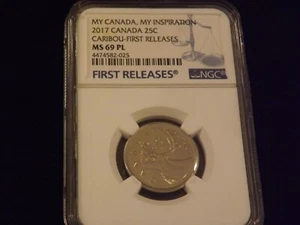 MY CANADA, MY INSPIRATION
2017 CANADA 25C
CARIBOU-FIRST RELEASES
MS 69 PL
4474582-025
FIRST RELEASES®
NGC